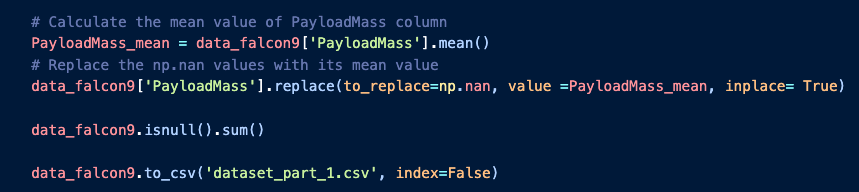 # Calculate the mean value of PayloadMass column
PayloadMass_mean = data_falcon9['PayloadMass'].mean()
# Replace the np.nan values with its mean value
data_falcon9['PayloadMass'].replace(to_replace=np.nan, value =PayloadMass_mean, inplace= True)
data_falcon9.isnull().sum()
data_falcon9.to_csv('dataset_part_1.csv', index=False)